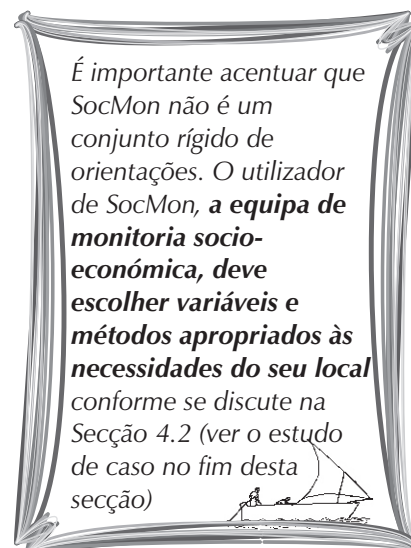 É importante acentuar que
SocMon não é um
conjunto rígido de
orientações. O utilizador
de SocMon, a equipa de
monitoria socio-
económica, deve
escolher variáveis e
métodos apropriados às
necessidades do seu local
conforme se discute na
Secção 4.2 (ver o estudo
de caso no fim desta
secção)